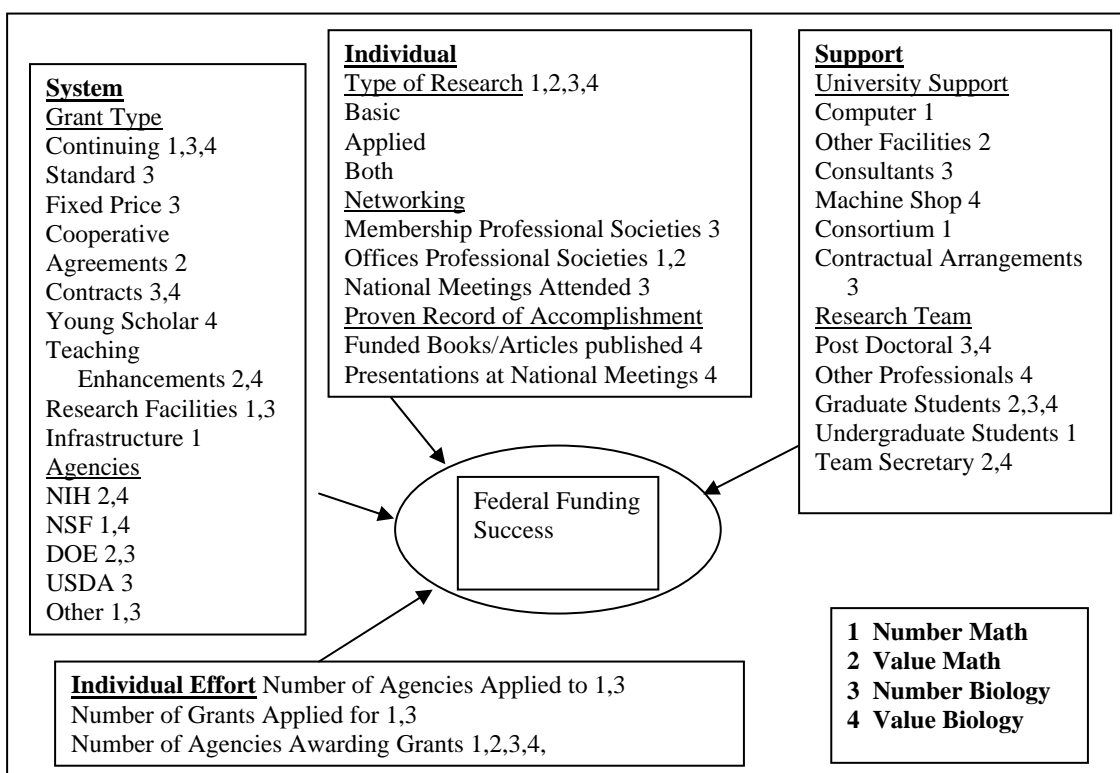 System
Grant Type
Continuing 1,3,4
Standard 3
Fixed Price 3
Cooperative
Agreements 2
Contracts 3,4
Young Scholar 4
Teaching
Enhancements 2,4
Research Facilities 1,3
Infrastructure 1
Agencies
NIH 2,4
NSF 1,4
DOE 2,3
USDA 3
Other 1,3
Individual
Type of Research 1,2,3,4
Basic
Applied
Both
Networking
Membership Professional Societies 3
Offices Professional Societies 1,2
National Meetings Attended 3
Proven Record of Accomplishment
Funded Books/Articles published 4
Presentations at National Meetings 4
Support
University Support
Computer 1
Other Facilities 2
Consultants 3
Machine Shop 4
Consortium 1
Contractual Arrangements
3
Research Team
Post Doctoral 3,4
Other Professionals 4
Graduate Students 2,3,4
Undergraduate Students 1
Team Secretary 2,4
Federal Funding
Success
Individual Effort Number of Agencies Applied to 1,3
Number of Grants Applied for 1,3
Number of Agencies Awarding Grants 1,2,3,4,
1 Number Math
2 Value Math
3 Number Biology
4 Value Biology